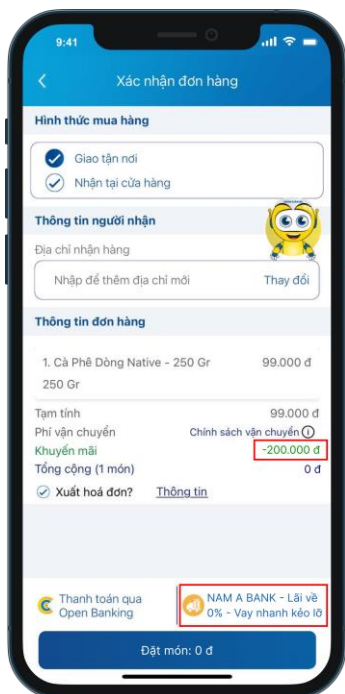 9:41
Xác nhận đơn hàng
Hình thức mua hàng
Giao tận nơi
Nhận tại cửa hàng
Thông tin người nhận
Địa chỉ nhận hàng
Nhập để thêm địa chỉ mới Thay đổi
Thông tin đơn hàng
1. Cà Phê Dòng Native - 250 Gr 99.000 đ
250 Gr
Tạm tính 99.000 đ
Phí vận chuyển Chính sách vận chuyển
Khuyến mãi -200.000 đ
Tổng cộng (1 món) 0 đ
Xuất hoá đơn? Thông tin
Thanh toán qua
Open Banking
NAM A BANK - Lãi về
0% - Vay nhanh kẻo lỡ
Đặt món: 0 đ